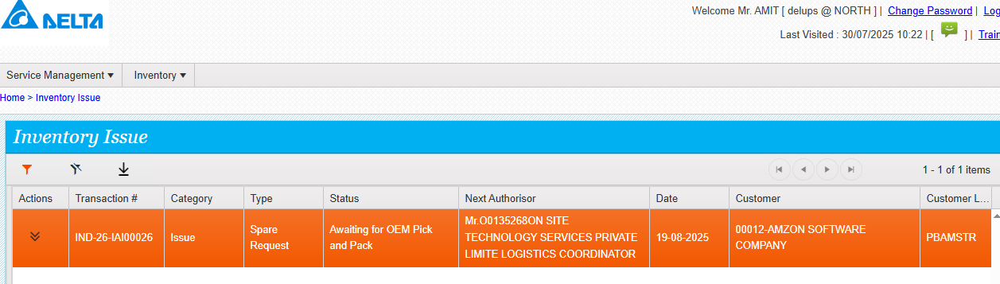 Welcome Mr. AMIT [ delups @ NORTH ] | Change Password | Log
DELTA
Last Visited : 30/07/2025 10:22 | [ ] | Train
Service Management Inventory
Home > Inventory Issue
Inventory Issue
1 - 1 of 1 items
Actions Transaction # Category Type Status Next Authorisor Date Customer Customer L...
IND-26-IAI00026 Issue Spare Request Awaiting for OEM Pick and Pack Mr.O0135268ON SITE TECHNOLOGY SERVICES PRIVATE LIMITE LOGISTICS COORDINATOR 19-08-2025 00012-AMZON SOFTWARE COMPANY PBAMSTR